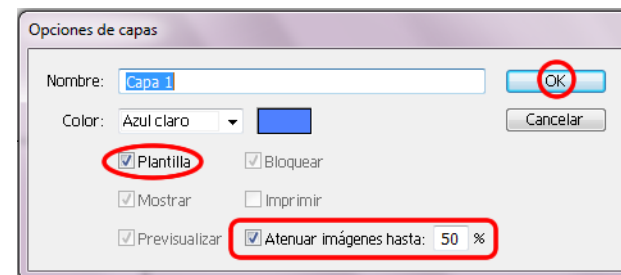 Opciones de capas
Nombre: Capa 1 OK
Color: Azul claro Cancelar
Plantilla Bloquear
Mostrar Imprimir
Previsualizar Atenuar imágenes hasta: 50 %